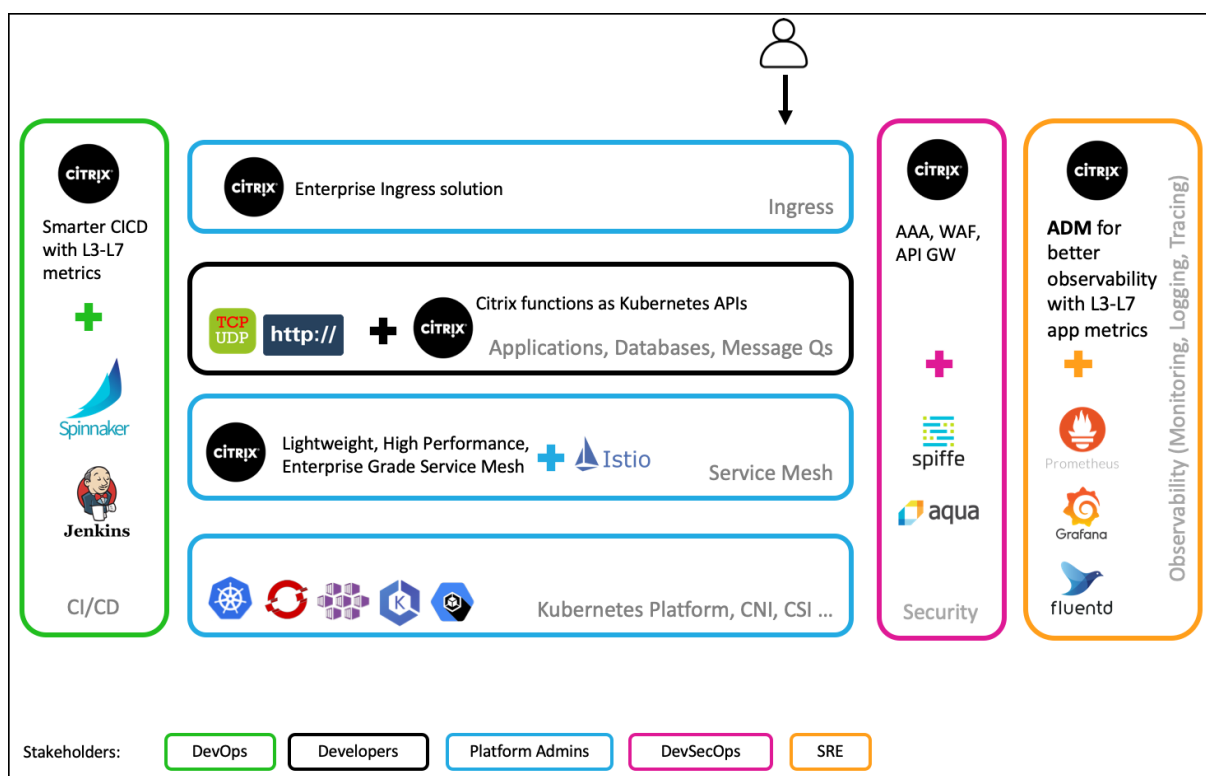 CiTRIX
Smarter CICD
with L3-L7
metrics
Spinnaker
Jenkins
CI/CD
CiTRIX
Enterprise Ingress solution
Ingress
TCP
UDP
http://
CiTRIX
Citrix functions as Kubernetes APIs
Applications, Databases, Message Qs
CiTRIX
Lightweight, High Performance,
Enterprise Grade Service Mesh
Istio
Service Mesh
K
Kubernetes Platform, CNI, CSI ...
CiTRIX
AAA, WAF,
API GW
spiffe
aqua
Security
CiTRIX
ADM for
better
observability
with L3-L7
app metrics
Prometheus
Grafana
fluentd
Observability (Monitoring, Logging, Tracing)
Stakeholders:
DevOps
Developers
Platform Admins
DevSecOps
SRE